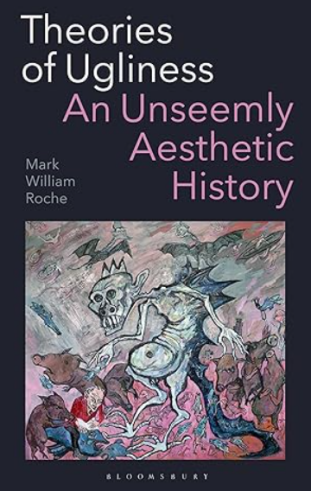 Theories
of Ugliness
An Unseemly
Aesthetic
History
Mark
William
Roche
BLOOMSBURY